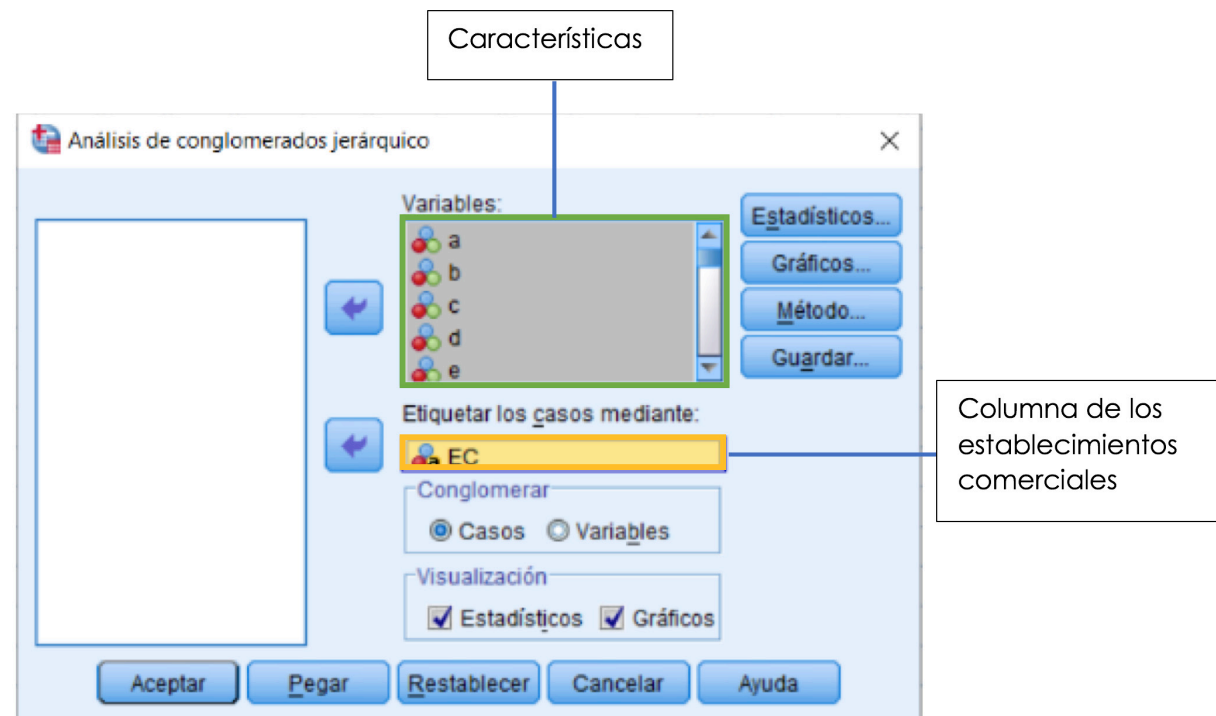 Características
Análisis de conglomerados jerárquico
Variables:
a
b
c
d
e
Estadísticos...
Gráficos...
Método...
Guardar...
Etiquetar los casos mediante:
a EC
Columna de los
establecimientos
comerciales
Conglomerar
Casos Variables
Visualización
Estadísticos Gráficos
Aceptar Pegar Restablecer Cancelar Ayuda